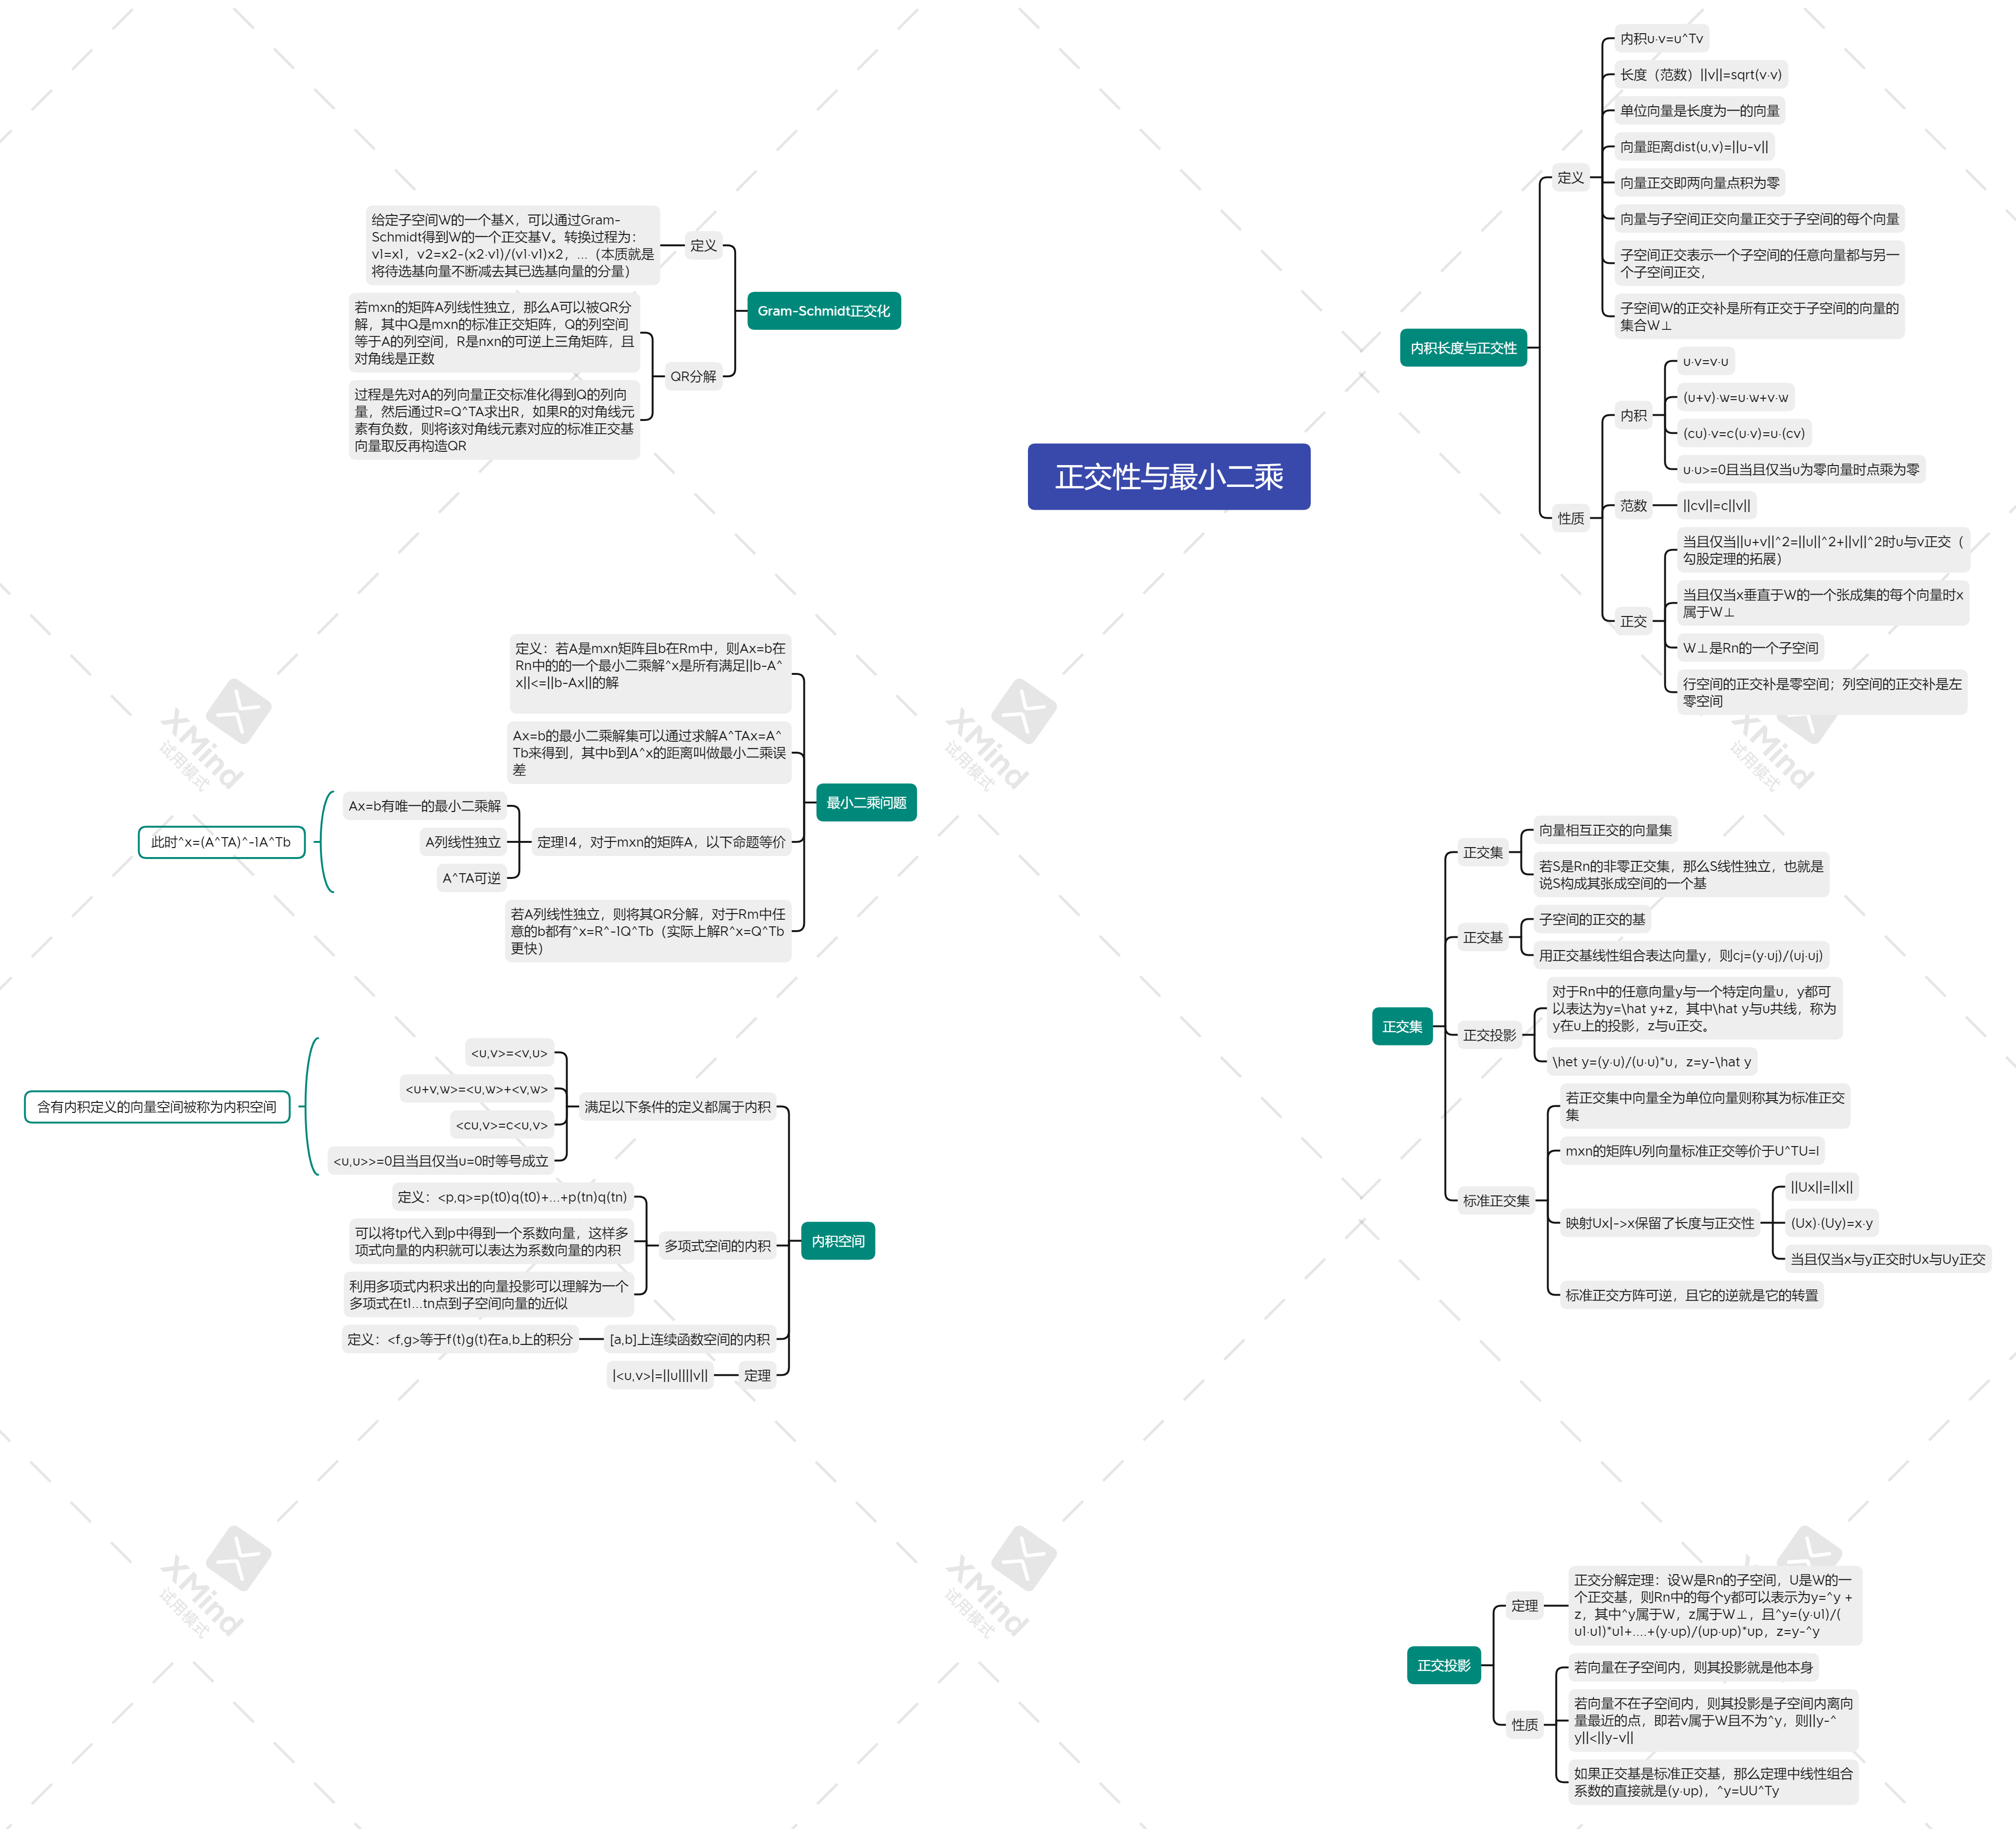 正交性与最小二乘
内积长度与正交性
定义
内积u·v=u^Tv
长度（范数）||v||=sqrt(v·v)
单位向量是长度为一的向量
向量距离dist(u,v)=||u-v||
向量正交即两向量点积为零
向量与子空间正交向量正交于子空间的每个向量
子空间正交表示一个子空间的任意向量都与另一
个子空间正交，
子空间W的正交补是所有正交于子空间的向量的
集合W⊥
性质
内积
u·v=v·u
(u+v)·w=u·w+v·w
(cu)·v=c(u·v)=u·(cv)
u·u>=0且当且仅当u为零向量时点乘为零
范数
||cv||=c||v||
正交
当且仅当||u+v||^2=||u||^2+||v||^2时u与v正交（
勾股定理的拓展）
当且仅当x垂直于W的一个张成集的每个向量时x
属于W⊥
W⊥是Rn的一个子空间
行空间的正交补是零空间；列空间的正交补是左
零空间
正交集
正交集
向量相互正交的向量集
若S是Rn的非零正交集，那么S线性独立，也就是
说S构成其张成空间的一个基
正交基
子空间的正交的基
用正交基线性组合表达向量y，则cj=(y·uj)/(uj·uj)
正交投影
对于Rn中的任意向量y与一个特定向量u，y都可
以表达为y=\hat y+z，其中\hat y与u共线，称为
y在u上的投影，z与u正交。
\het y=(y·u)/(u·u)*u，z=y-\hat y
标准正交集
若正交集中向量全为单位向量则称其为标准正交
集
mxn的矩阵U列向量标准正交等价于U^TU=I
映射Ux|->x保留了长度与正交性
||Ux||=||x||
(Ux)·(Uy)=x·y
当且仅当x与y正交时Ux与Uy正交
标准正交方阵可逆，且它的逆就是它的转置
正交投影
定理
正交分解定理：设W是Rn的子空间，U是W的一
个正交基，则Rn中的每个y都可以表示为y=^y +
z，其中^y属于W，z属于W⊥，且^y=(y·u1)/(
u1·u1)*u1+....+(y·up)/(up·up)*up，z=y-^y
性质
若向量在子空间内，则其投影就是他本身
若向量不在子空间内，则其投影是子空间内离向
量最近的点，即若v属于W且不为^y，则||y-^
y||<||y-v||
如果正交基是标准正交基，那么定理中线性组合
系数的直接就是(y·up)，^y=UU^Ty
Gram-Schmidt正交化
定义
给定子空间W的一个基X，可以通过Gram-
Schmidt得到W的一个正交基V。转换过程为：
v1=x1，v2=x2-(x2·v1)/(v1·v1)x2，...（本质就是
将待选基向量不断减去其已选基向量的分量）
QR分解
若mxn的矩阵A列线性独立，那么A可以被QR分
解，其中Q是mxn的标准正交矩阵，Q的列空间
等于A的列空间，R是nxn的可逆上三角矩阵，且
对角线是正数
过程是先对A的列向量正交标准化得到Q的列向
量，然后通过R=Q^TA求出R，如果R的对角线元
素有负数，则将该对角线元素对应的标准正交基
向量取反再构造QR
最小二乘问题
定义：若A是mxn矩阵且b在Rm中，则Ax=b在
Rn中的的一个最小二乘解^x是所有满足||b-A^
x||<=||b-Ax||的解
Ax=b的最小二乘解集可以通过求解A^TAx=A^
Tb来得到，其中b到A^x的距离叫做最小二乘误
差
定理14，对于mxn的矩阵A，以下命题等价
Ax=b有唯一的最小二乘解
A列线性独立
A^TA可逆
此时^x=(A^TA)^-1A^Tb
若A列线性独立，则将其QR分解，对于Rm中任
意的b都有^x=R^-1Q^Tb（实际上解R^x=Q^Tb
更快）
内积空间
满足以下条件的定义都属于内积
<u,v>=<v,u>
<u+v,w>=<u,w>+<v,w>
<cu,v>=c<u,v>
<u,u>>=0且当且仅当u=0时等号成立
含有内积定义的向量空间被称为内积空间
多项式空间的内积
定义：<p,q>=p(t0)q(t0)+...+p(tn)q(tn)
可以将tp代入到p中得到一个系数向量，这样多
项式向量的内积就可以表达为系数向量的内积
利用多项式内积求出的向量投影可以理解为一个
多项式在t1...tn点到子空间向量的近似
[a,b]上连续函数空间的内积
定义：<f,g>等于f(t)g(t)在a,b上的积分
定理
|<u,v>|=||u||||v||
XMind
试用模式
XMind
试用模式
XMind
试用模式
XMind
试用模式
XMind
试用模式